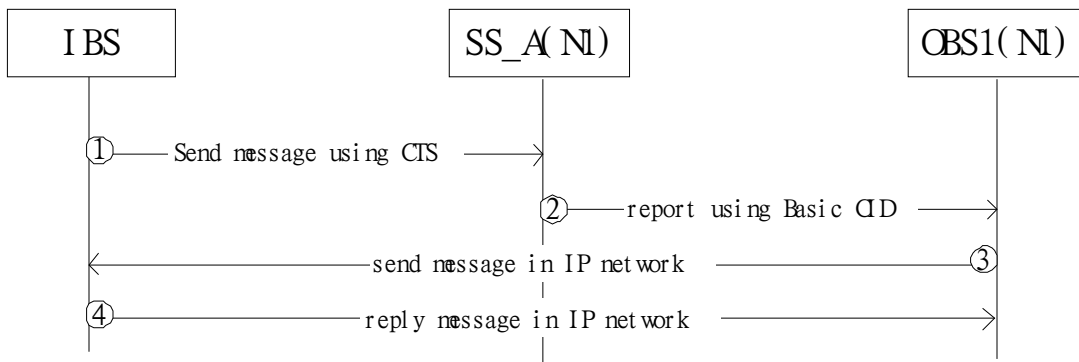 IBS
SS_A(N1)
OBS1(N1)
① Send message using CTS
② report using Basic CID
send message in IP network ③
④ reply message in IP network